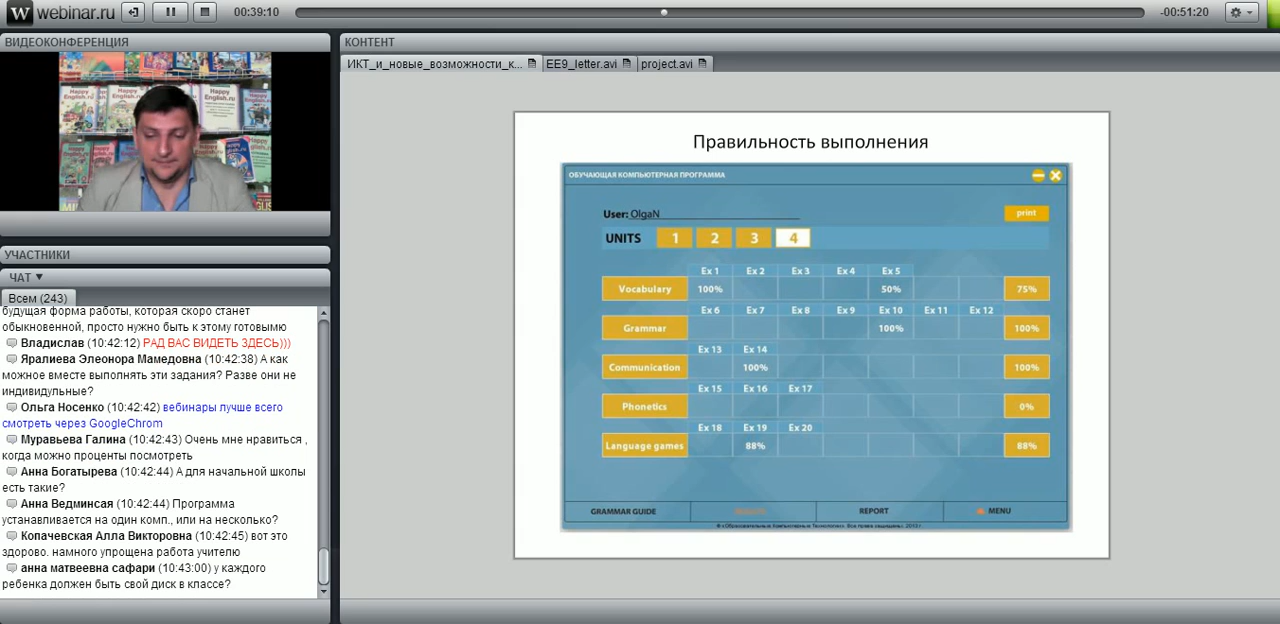 W webinar.ru 00:39:10 -00:51:20
ВИДЕОКОНФЕРЕНЦИЯ
Happy English.ru
Happy English.ru
УЧАСТНИКИ
ЧАТ
Всем (243)
будущая форма работы, которая скоро станет
обыкновенной, просто нужно быть к этому готовымю
Владислав (10:42:12) РАД ВАС ВИДЕТЬ ЗДЕСЬ)))
Яралиева Элеонора Мамедовна (10:42:38) А как
можное вместе выполнять эти задания? Разве они не
индивидульные?
Ольга Носенко (10:42:42) вебинары лучше всего
смотреть через GoogleChrom
Муравьева Галина (10:42:43) Очень мне нравиться ,
когда можно проценты посмотреть
Анна Богатырева (10:42:44) А для начальной школы
есть такие?
Анна Ведминсая (10:42:44) Программа
устанавливается на один комп., или на несколько?
Копачевская Алла Викторовна (10:42:45) вот это
здорово. намного упрощена работа учителю
анна матвеевна сафари (10:43:00) у каждого
ребенка должен быть свой диск в классе?
КОНТЕНТ
ИКТ_и_новые_возможности_к... EE9_letter.avi project.avi
Правильность выполнения
ОБУЧАЮЩАЯ КОМПЬЮТЕРНАЯ ПРОГРАММА
User: OlgaN print
UNITS 1 2 3 4
Ex 1 Ex 2 Ex 3 Ex 4 Ex 5
Vocabulary 100% 50% 75%
Ex 6 Ex 7 Ex 8 Ex 9 Ex 10 Ex 11 Ex 12
Grammar 100% 100%
Ex 13 Ex 14
Communication 100% 100%
Ex 15 Ex 16 Ex 17
Phonetics 0%
Ex 18 Ex 19 Ex 20
Language games 88% 88%
GRAMMAR GUIDE REPORT MENU